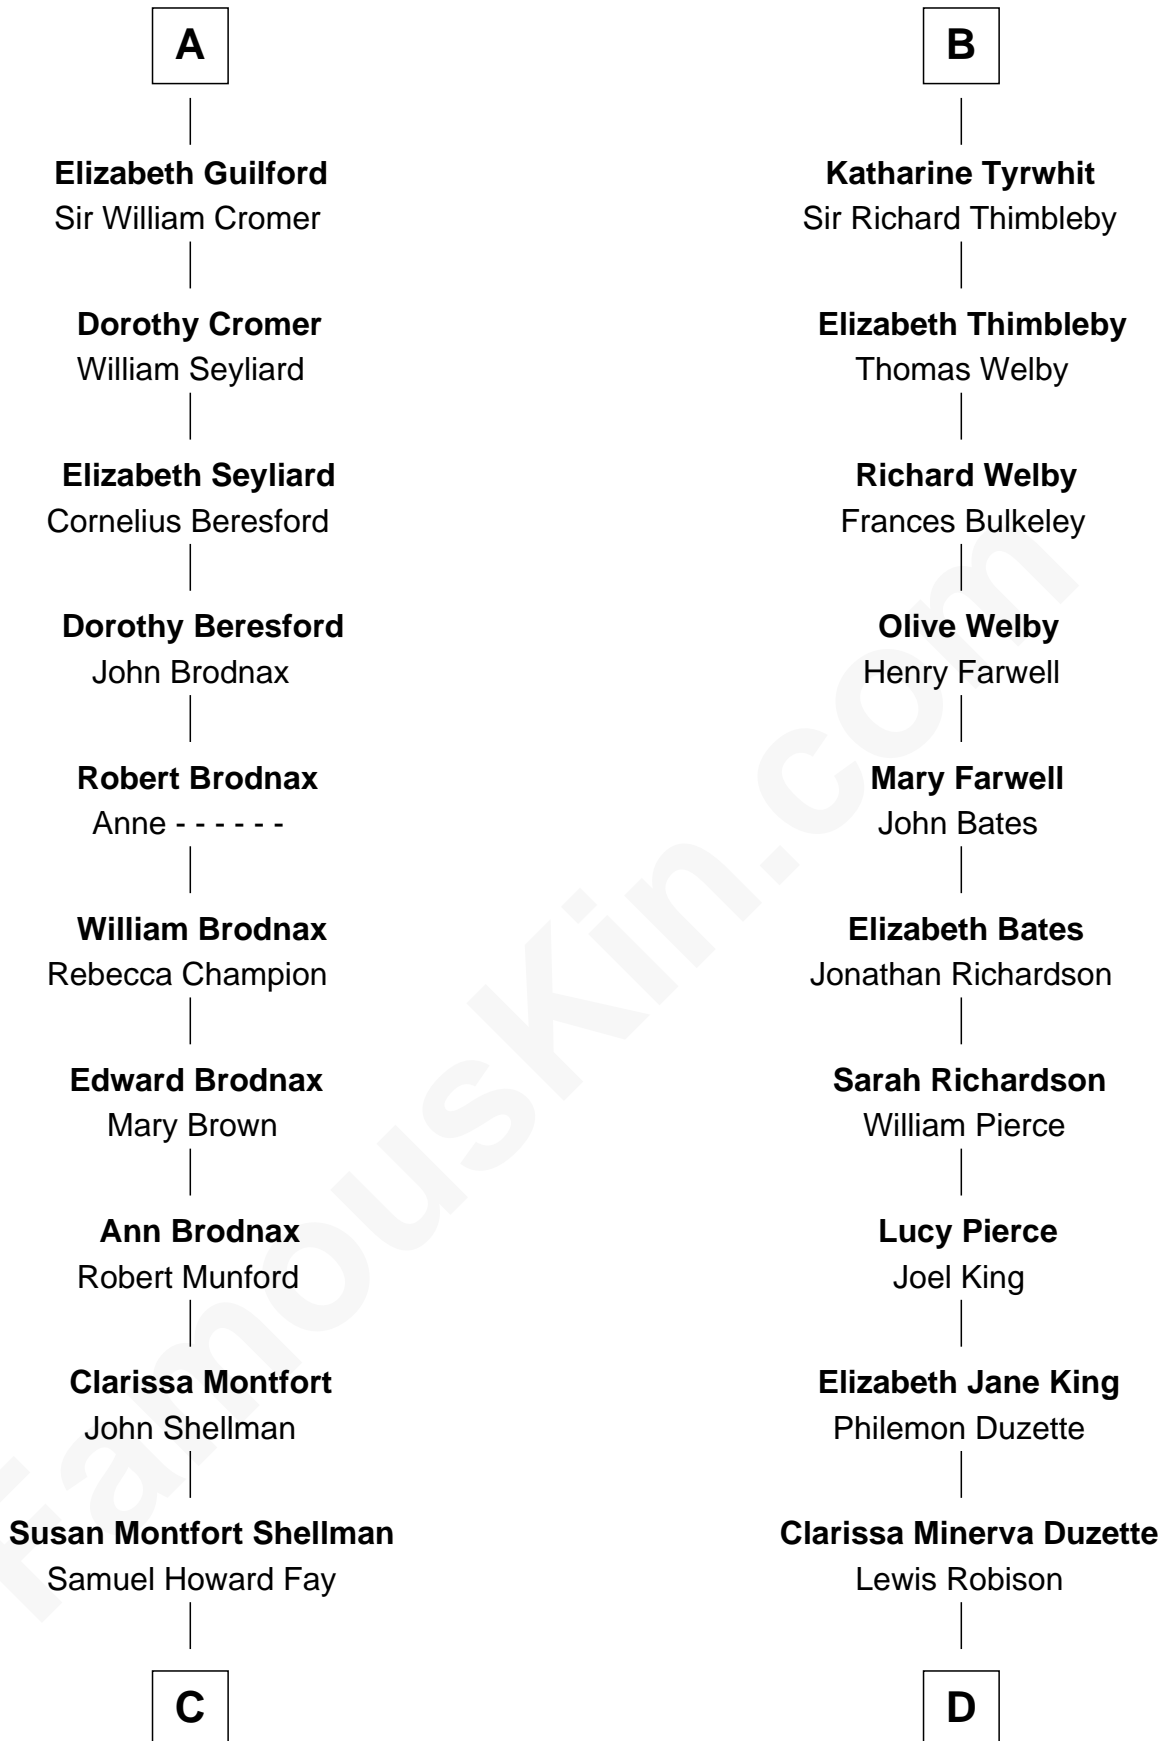 A
Elizabeth Guilford
Sir William Cromer
Dorothy Cromer
William Seyliard
Elizabeth Seyliard
Cornelius Beresford
Dorothy Beresford
John Brodnax
Robert Brodnax
Anne - - - - - -
William Brodnax
Rebecca Champion
Edward Brodnax
Mary Brown
Ann Brodnax
Robert Munford
Clarissa Montfort
John Shellman
Susan Montfort Shellman
Samuel Howard Fay
C
B
Katharine Tyrwhit
Sir Richard Thimbleby
Elizabeth Thimbleby
Thomas Welby
Richard Welby
Frances Bulkeley
Olive Welby
Henry Farwell
Mary Farwell
John Bates
Elizabeth Bates
Jonathan Richardson
Sarah Richardson
William Pierce
Lucy Pierce
Joel King
Elizabeth Jane King
Philemon Duzette
Clarissa Minerva Duzette
Lewis Robison
D
FamousKin.com